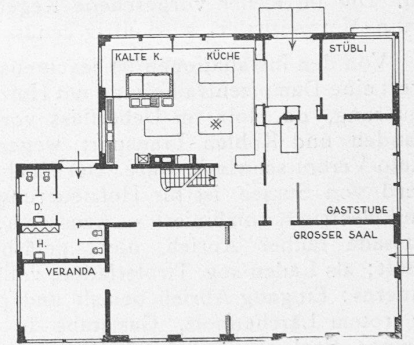 KALTE K. KÜCHE
STÜBLI
D.
GASTSTUBE
H.
GROSSER SAAL
VERANDA